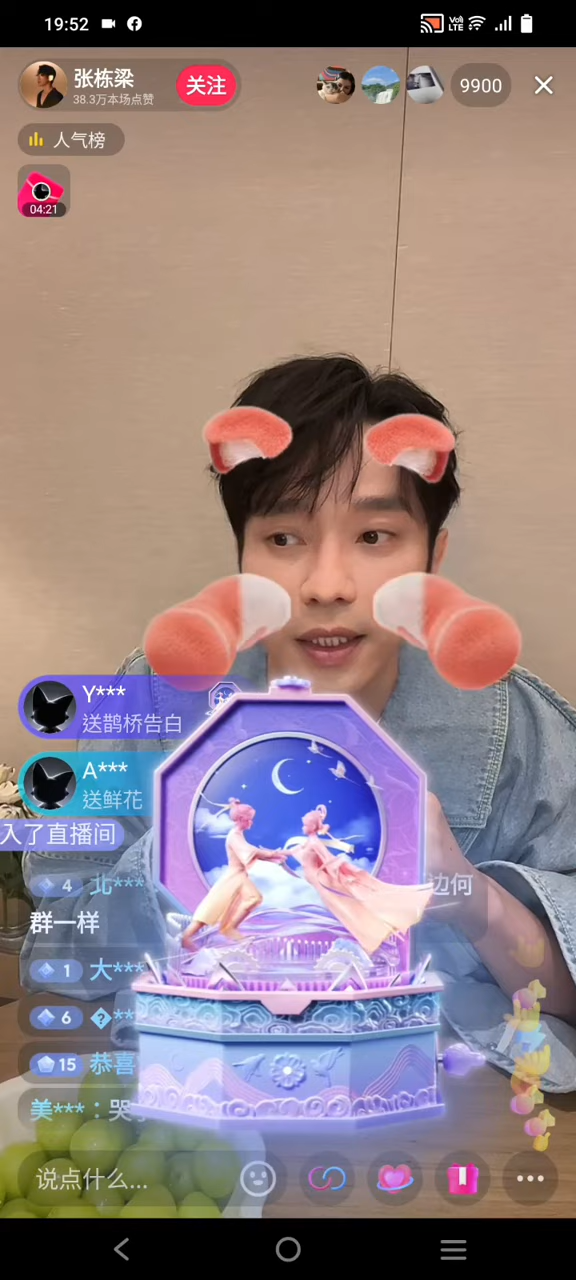 19:52
Vol) LTE
张栋梁
38.3万本场点赞
关注
9900
人气榜
04:21
Y***
送鹊桥告白
A***
送鲜花
入了直播间
4 北***
边何
群一样
1 大***
6
15 恭喜
美***：哭
说点什么...